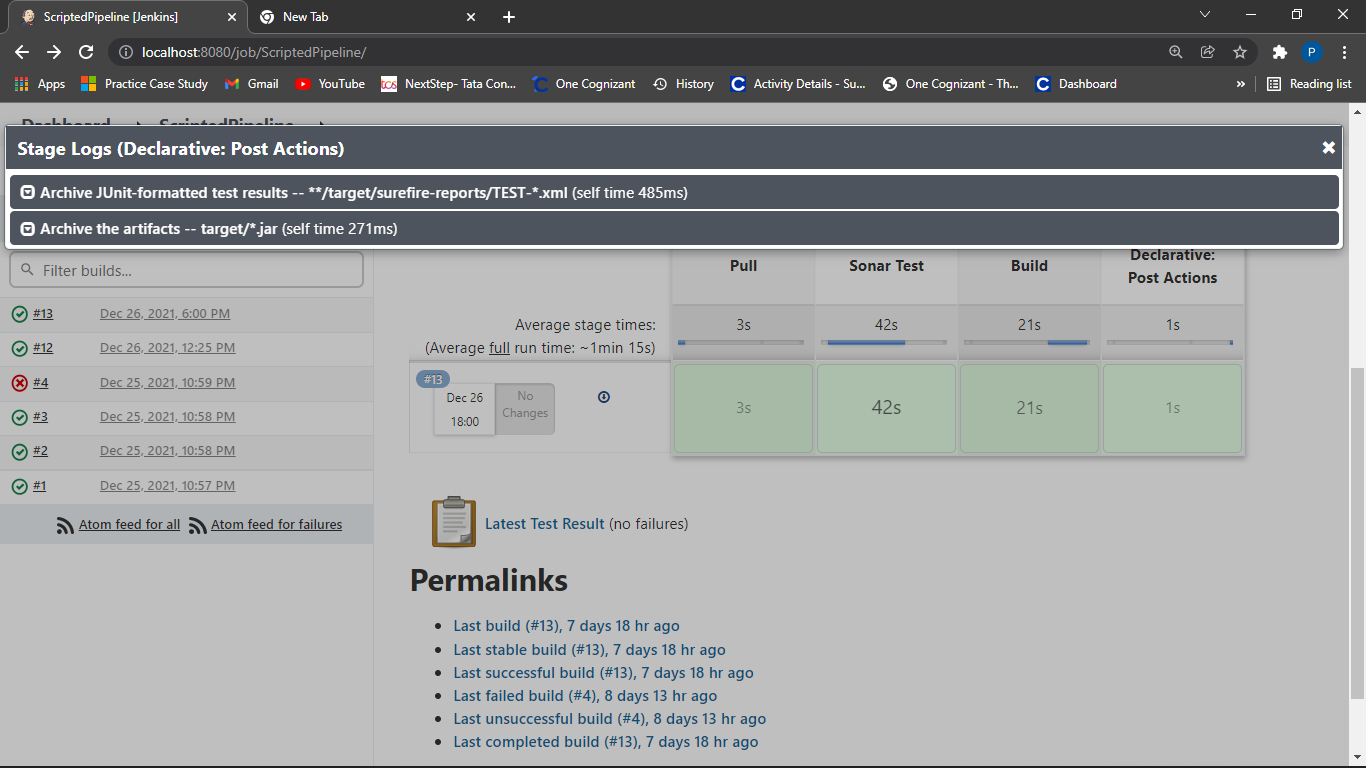 ScriptedPipeline [Jenkins]
New Tab
localhost:8080/job/ScriptedPipeline/
P
Apps
Practice Case Study
Gmail
YouTube
NextStep- Tata Con...
One Cognizant
History
Activity Details - Su...
One Cognizant - Th...
Dashboard
»
Reading list
Dashboard
ScriptedPipeline
Stage Logs (Declarative: Post Actions)
Archive JUnit-formatted test results -- **/target/surefire-reports/TEST-*.xml (self time 485ms)
Archive the artifacts -- target/*.jar (self time 271ms)
Filter builds...
#13 Dec 26, 2021, 6:00 PM
#12 Dec 26, 2021, 12:25 PM
#4 Dec 25, 2021, 10:59 PM
#3 Dec 25, 2021, 10:58 PM
#2 Dec 25, 2021, 10:58 PM
#1 Dec 25, 2021, 10:57 PM
Atom feed for all Atom feed for failures
Pull
Sonar Test
Build
Declarative:
Post Actions
Average stage times:
(Average full run time: ~1min 15s)
3s
42s
21s
1s
#13
Dec 26
18:00
No
Changes
3s
42s
21s
1s
Latest Test Result (no failures)
Permalinks
Last build (#13), 7 days 18 hr ago
Last stable build (#13), 7 days 18 hr ago
Last successful build (#13), 7 days 18 hr ago
Last failed build (#4), 8 days 13 hr ago
Last unsuccessful build (#4), 8 days 13 hr ago
Last completed build (#13), 7 days 18 hr ago